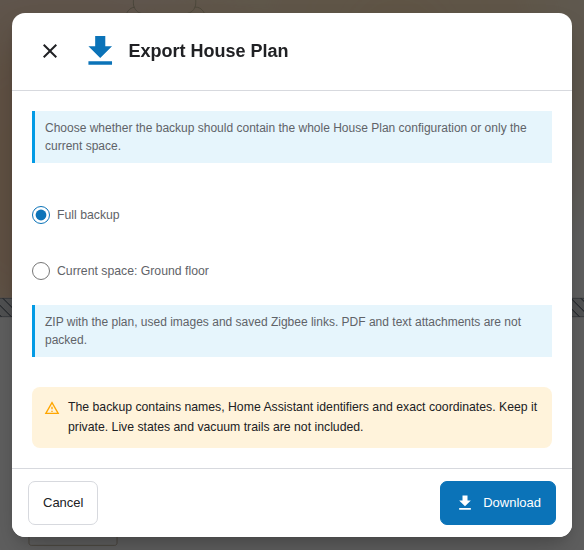 Export House Plan
Choose whether the backup should contain the whole House Plan configuration or only the
current space.
Full backup
Current space: Ground floor
ZIP with the plan, used images and saved Zigbee links. PDF and text attachments are not
packed.
The backup contains names, Home Assistant identifiers and exact coordinates. Keep it
private. Live states and vacuum trails are not included.
Cancel
Download